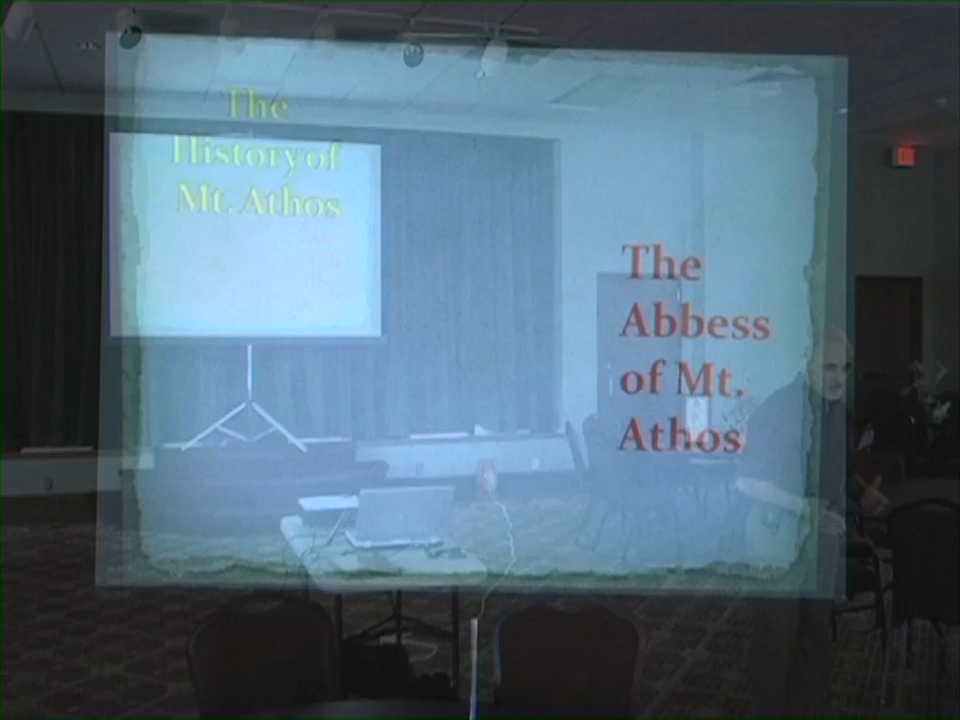 The
History of
Mt. Athos
The
Abbess
of Mt.
Athos